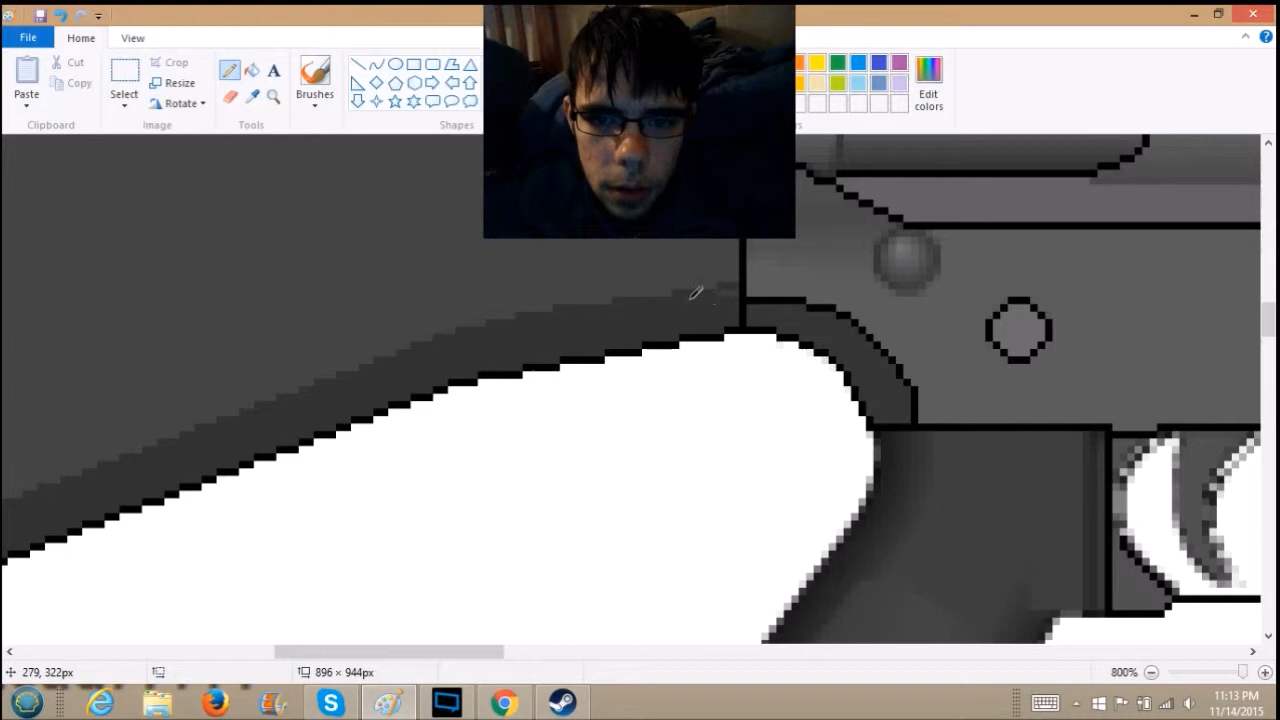 File
Home
View
Paste
Cut
Copy
Select
Crop
Resize
Rotate
A
Brushes
Edit
colors
Clipboard
Image
Tools
Shapes
279, 322px
896 × 944px
800%
11:13 PM
11/14/2015